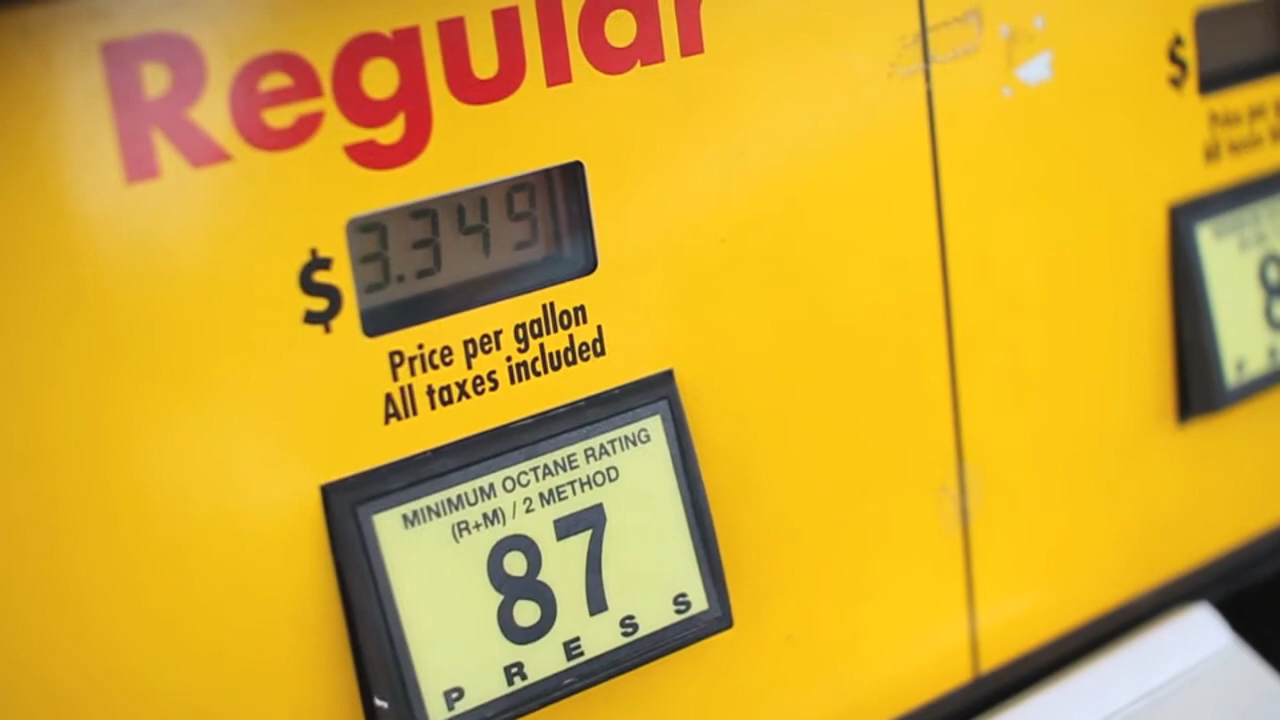 Regular
$ 3.349
Price per gallon
All taxes included
MINIMUM OCTANE RATING
(R+M) / 2 METHOD
87
PRESS
$